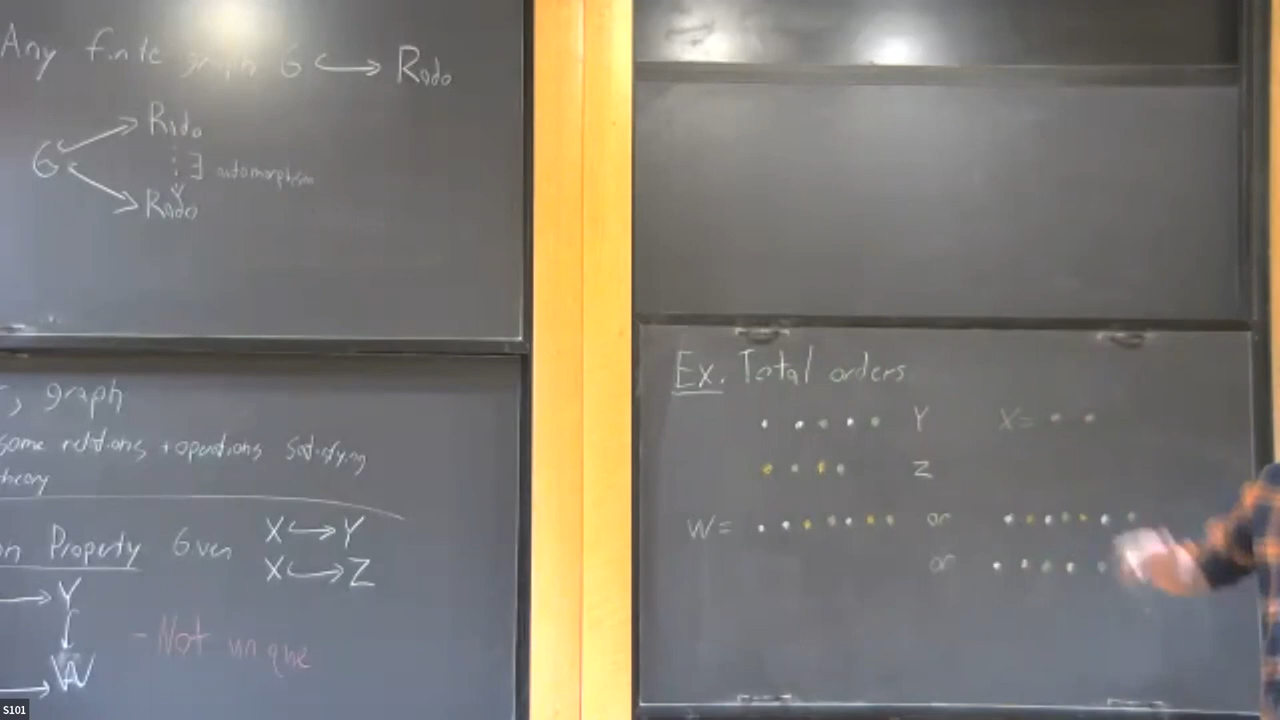 Any finite graph G ↪ Rado
G
Rado
∃ automorphism
Rado
, graph
some relations + operations satisfying
theory
on Property Given X ↪ Y
X ↪ Z
Y
W
- Not unique
Ex. Total orders
Y X=
Z
W= or
or
S101